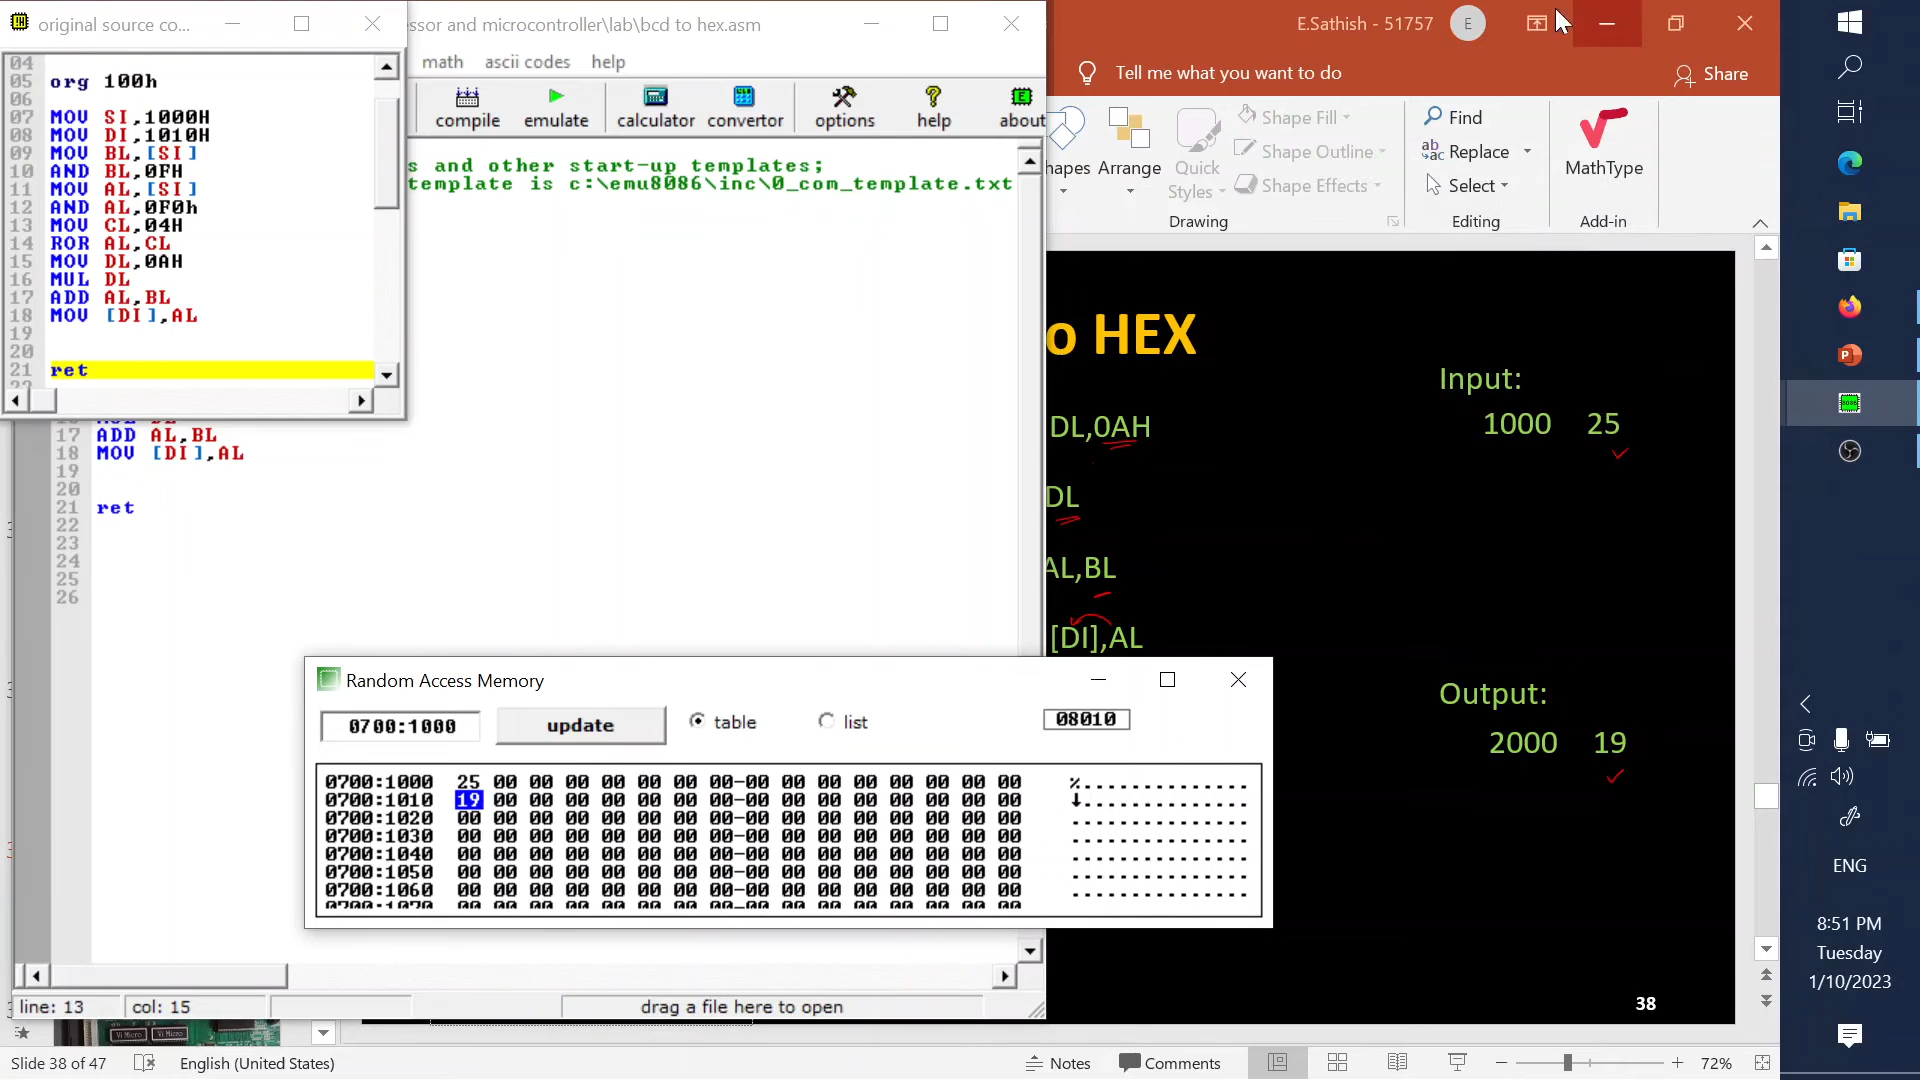 original source co...
ssor and microcontroller\lab\bcd to hex.asm
E.Sathish - 51757
E
math
ascii codes
help
Tell me what you want to do
Share
compile
emulate
calculator
convertor
options
help
about
hapes
Arrange
Quick
Styles
Shape Fill
Shape Outline
Shape Effects
Drawing
Find
Replace
Select
Editing
MathType
Add-in
04
05 org 100h
06
07 MOV SI,1000H
08 MOV DI,1010H
09 MOV BL,[SI]
10 AND BL,0FH
11 MOV AL,[SI]
12 AND AL,0F0h
13 MOV CL,04H
14 ROR AL,CL
15 MOV DL,0AH
16 MUL DL
17 ADD AL,BL
18 MOV [DI],AL
19
20
21 ret
s and other start-up templates;
template is c:\emu8086\inc\0_com_template.txt
17 ADD AL,BL
18 MOV [DI],AL
19
20
21 ret
22
23
24
25
26
o HEX
DL,0AH
DL
AL,BL
[DI],AL
Input:
1000 25
Output:
2000 19
38
Random Access Memory
0700:1000
update
table
list
08010
0700:1000 25 00 00 00 00 00 00 00-00 00 00 00 00 00 00 00 %...............
0700:1010 19 00 00 00 00 00 00 00-00 00 00 00 00 00 00 00 ↓...............
0700:1020 00 00 00 00 00 00 00 00-00 00 00 00 00 00 00 00 ................
0700:1030 00 00 00 00 00 00 00 00-00 00 00 00 00 00 00 00 ................
0700:1040 00 00 00 00 00 00 00 00-00 00 00 00 00 00 00 00 ................
0700:1050 00 00 00 00 00 00 00 00-00 00 00 00 00 00 00 00 ................
0700:1060 00 00 00 00 00 00 00 00-00 00 00 00 00 00 00 00 ................
line: 13
col: 15
drag a file here to open
Slide 38 of 47
English (United States)
Notes
Comments
72%
ENG
8:51 PM
Tuesday
1/10/2023